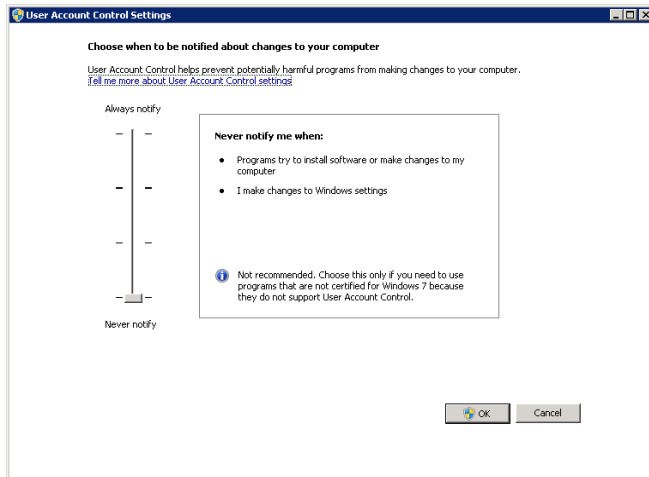 User Account Control Settings
Choose when to be notified about changes to your computer
User Account Control helps prevent potentially harmful programs from making changes to your computer.
Tell me more about User Account Control settings
Always notify
Never notify me when:
Programs try to install software or make changes to my
computer
I make changes to Windows settings
Not recommended. Choose this only if you need to use
programs that are not certified for Windows 7 because
they do not support User Account Control.
Never notify
OK
Cancel